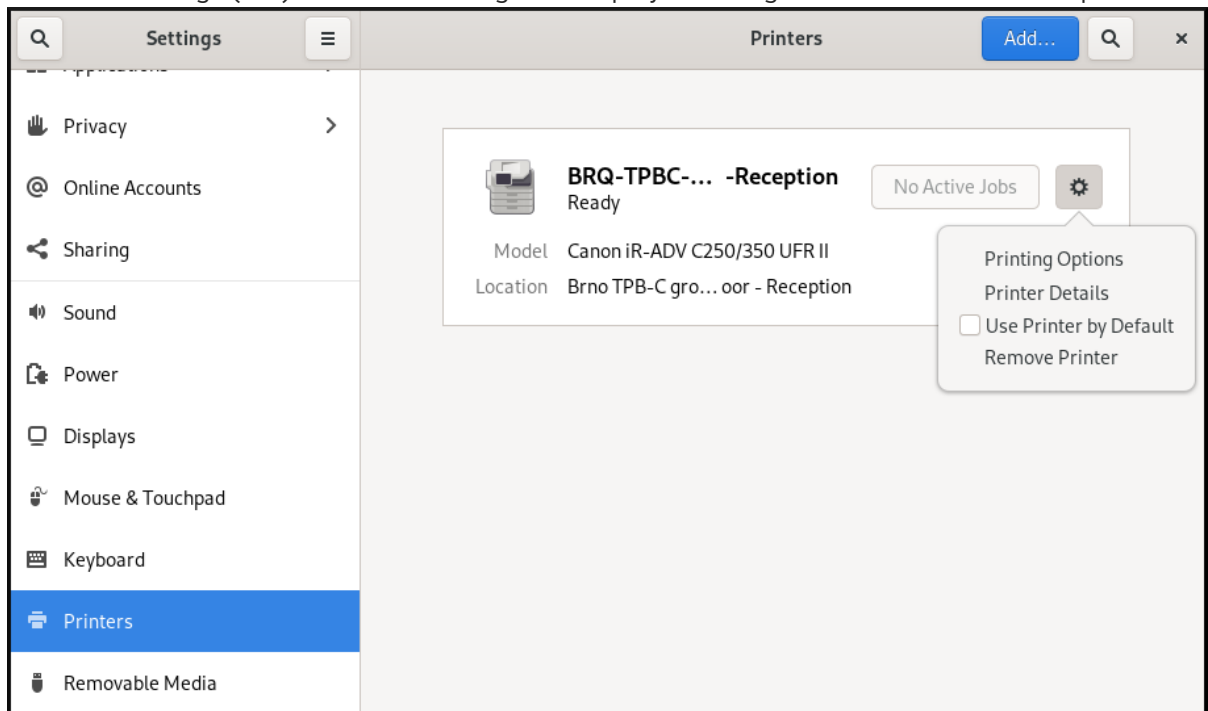 Settings
Printers
Add...
Privacy
Online Accounts
Sharing
Sound
Power
Displays
Mouse & Touchpad
Keyboard
Printers
Removable Media
BRQ-TPBC-... -Reception
Ready
No Active Jobs
Model Canon iR-ADV C250/350 UFR II
Location Brno TPB-C gro... oor - Reception
Printing Options
Printer Details
Use Printer by Default
Remove Printer